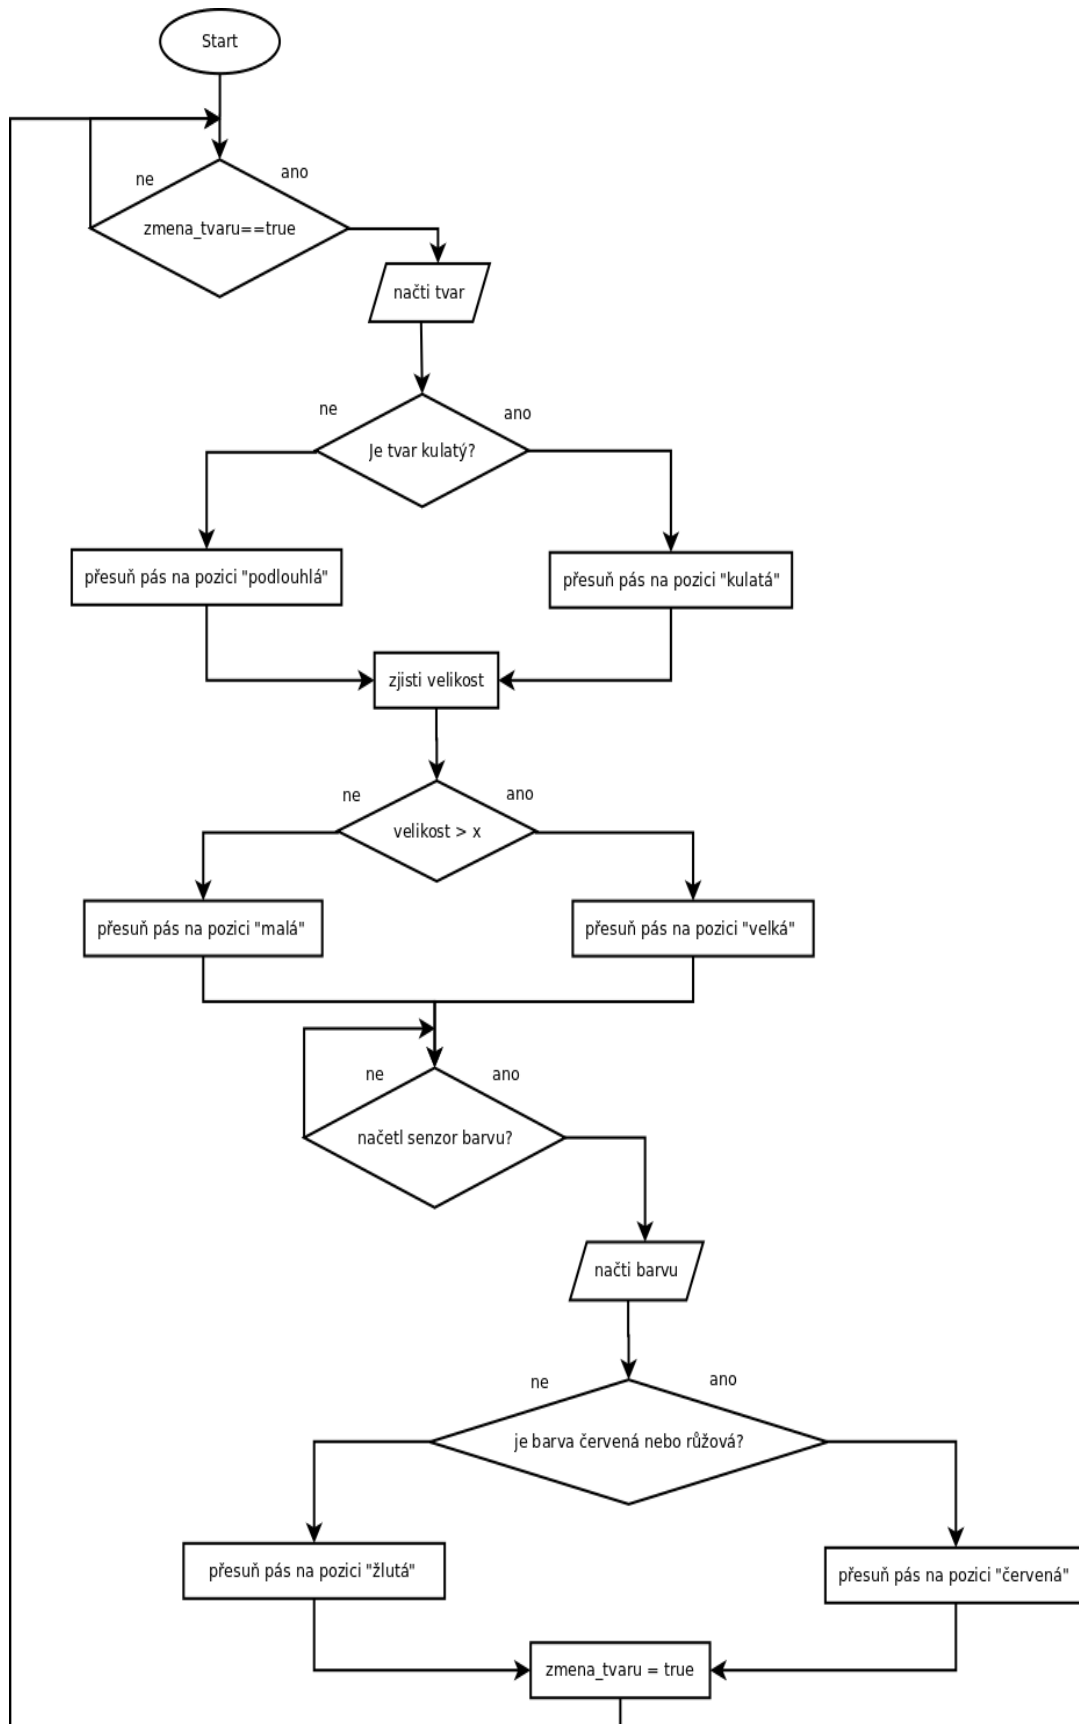 Start
ne
ano
zmena_tvaru==true
načti tvar
ne
ano
Je tvar kulatý?
přesuň pás na pozici "podlouhlá"
přesuň pás na pozici "kulatá"
zjisti velikost
ne
ano
velikost > x
přesuň pás na pozici "malá"
přesuň pás na pozici "velká"
ne
ano
načetl senzor barvu?
načti barvu
ne
ano
je barva červená nebo růžová?
přesuň pás na pozici "žlutá"
přesuň pás na pozici "červená"
zmena_tvaru = true